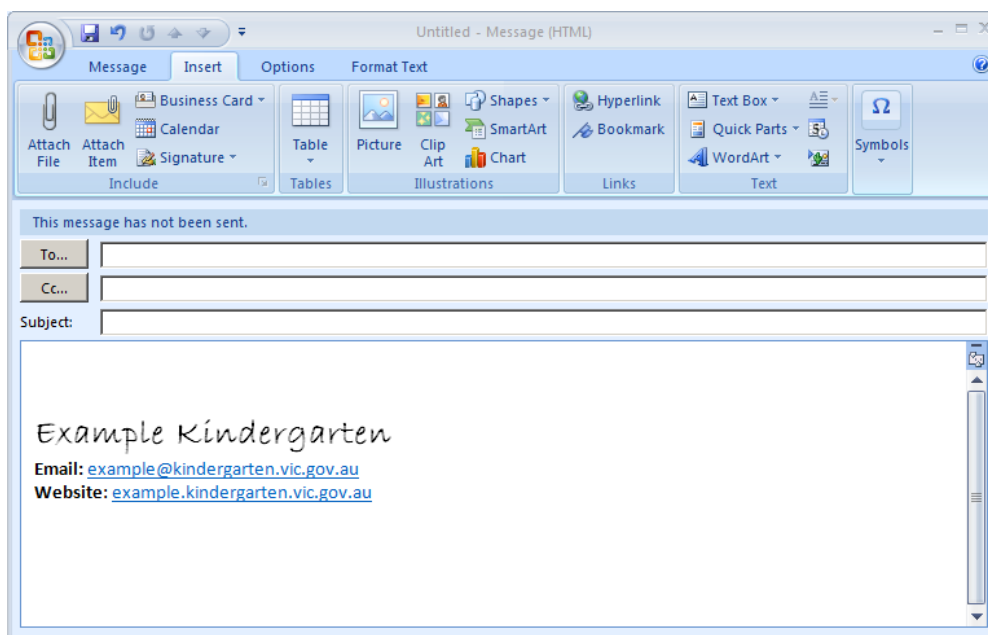 Untitled - Message (HTML)
Message Insert Options Format Text
Attach File
Attach Item
Business Card
Calendar
Signature
Include
Table
Tables
Picture
Clip Art
Shapes
SmartArt
Chart
Illustrations
Hyperlink
Bookmark
Links
Text Box
Quick Parts
WordArt
Text
Ω
Symbols
This message has not been sent.
To...
Cc...
Subject:
Example Kindergarten
Email: example@kindergarten.vic.gov.au
Website: example.kindergarten.vic.gov.au